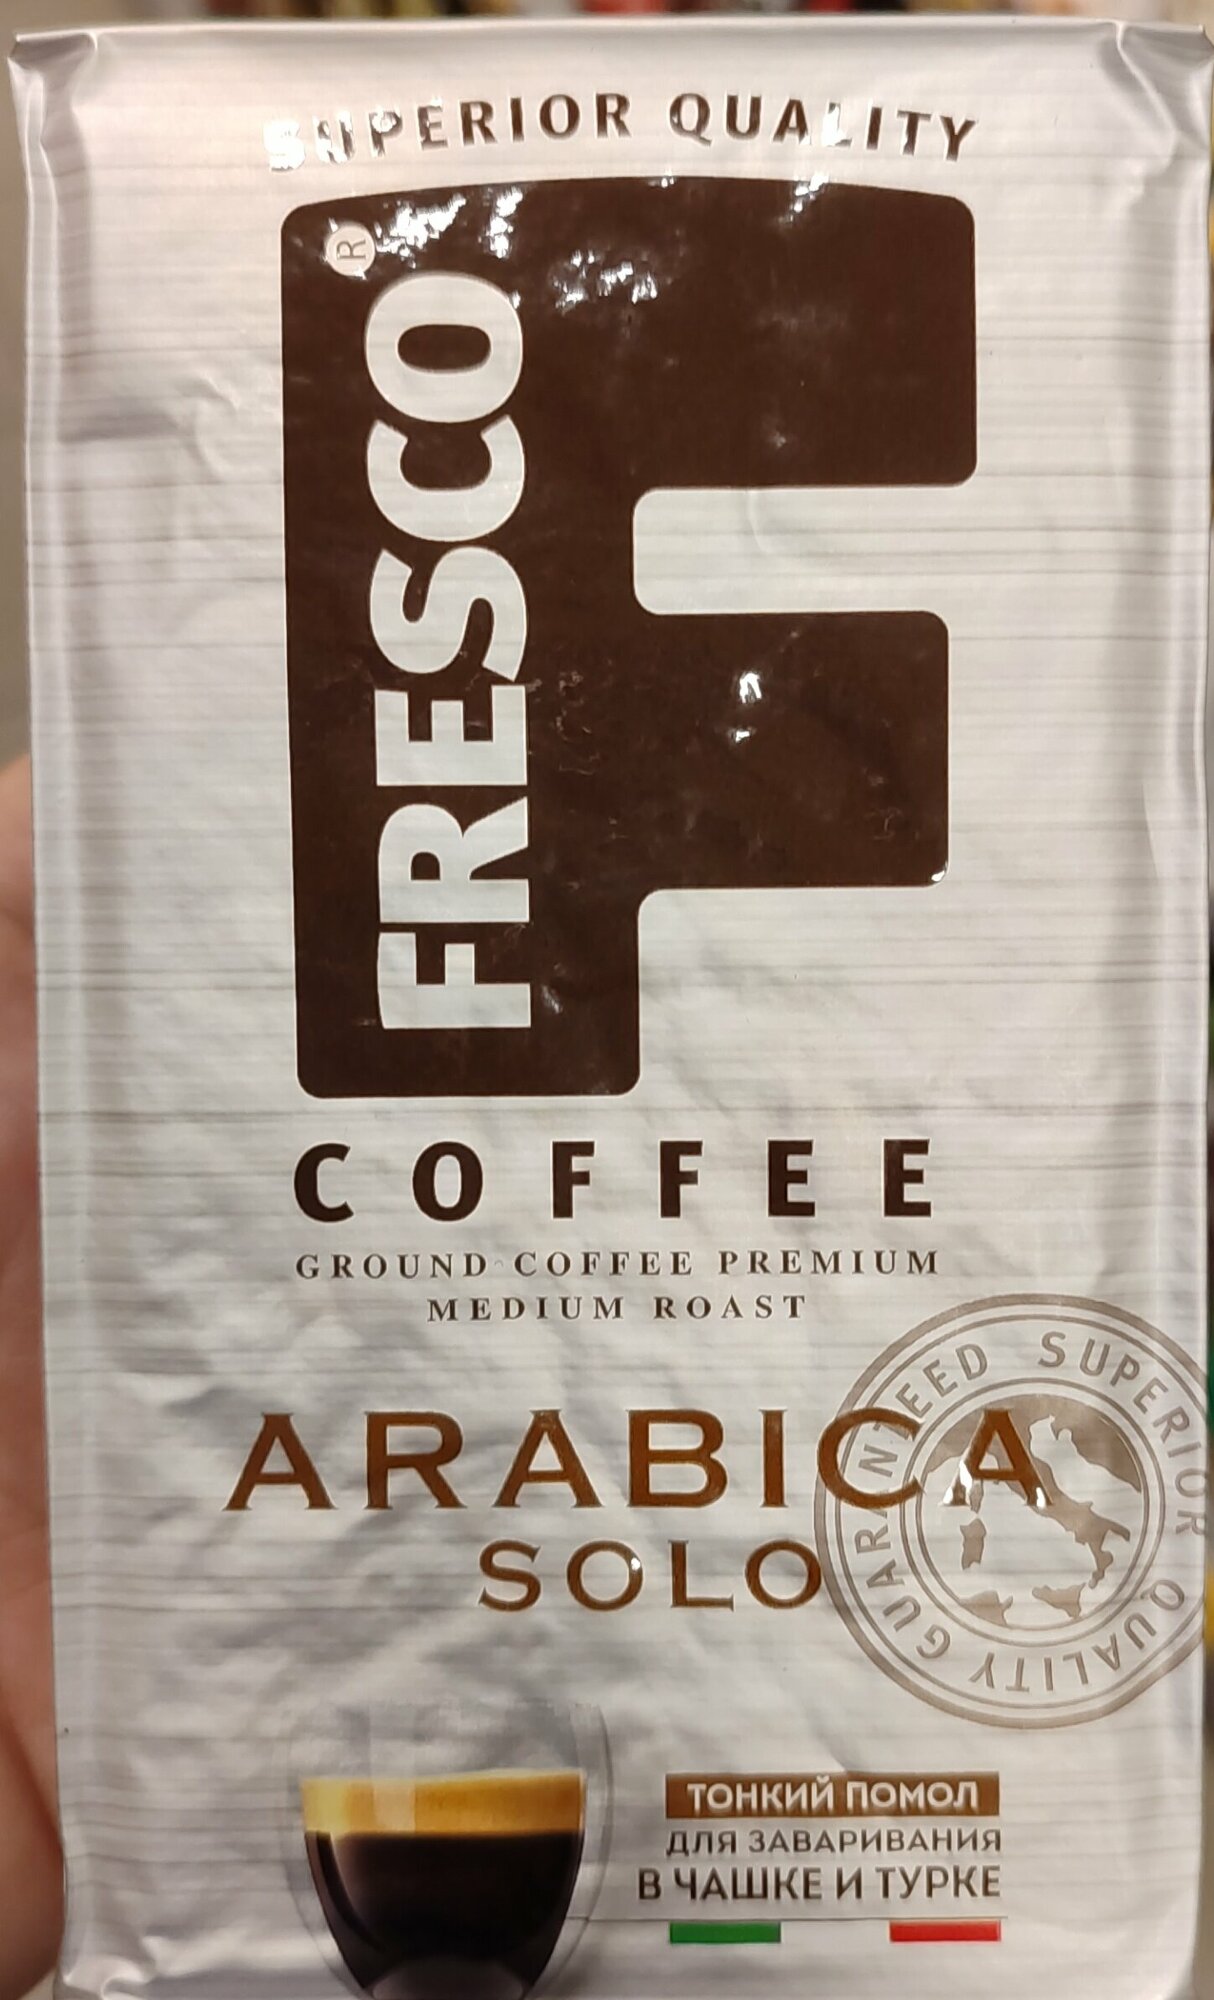 SUPERIOR QUALITY
FRESCO®
COFFEE
GROUND COFFEE PREMIUM
MEDIUM ROAST
ARABICA
SOLO
GUARANTEED SUPERIOR QUALITY
ТОНКИЙ ПОМОЛ
ДЛЯ ЗАВАРИВАНИЯ
В ЧАШКЕ И ТУРКЕ